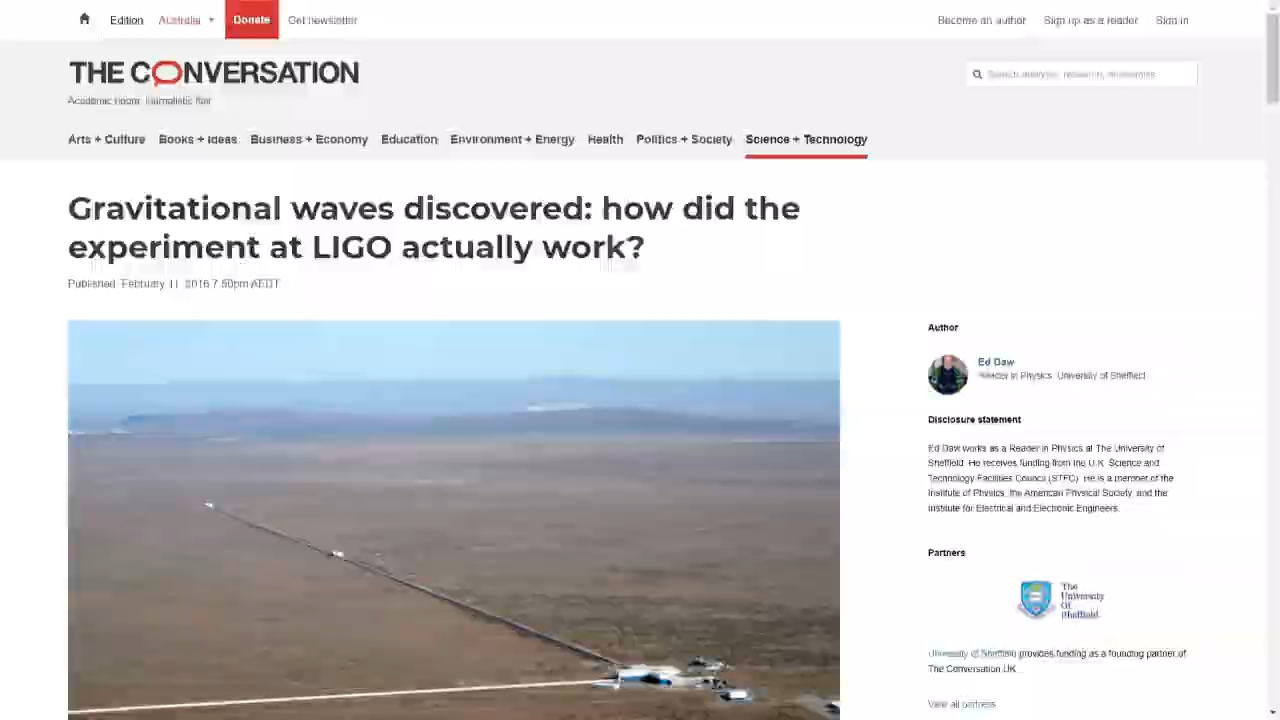 Edition Australia Donate Get newsletter Become an author Sign up as a reader Sign in
THE CONVERSATION
Search analysis, research, academics
Academic rigour, journalistic flair
Arts + Culture Books + Ideas Business + Economy Education Environment + Energy Health Politics + Society Science + Technology
Gravitational waves discovered: how did the
experiment at LIGO actually work?
Published: February 11, 2016 7.50pm AEDT
Author
Ed Daw
Reader in Physics, University of Sheffield
Disclosure statement
Ed Daw works as a Reader in Physics at The University of
Sheffield. He receives funding from the U.K. Science and
Technology Facilities Council (STFC). He is a member of the
Institute of Physics, the American Physical Society, and the
Institute for Electrical and Electronic Engineers.
Partners
The
University
Of
Sheffield.
University of Sheffield provides funding as a founding partner of
The Conversation UK.
View all partners